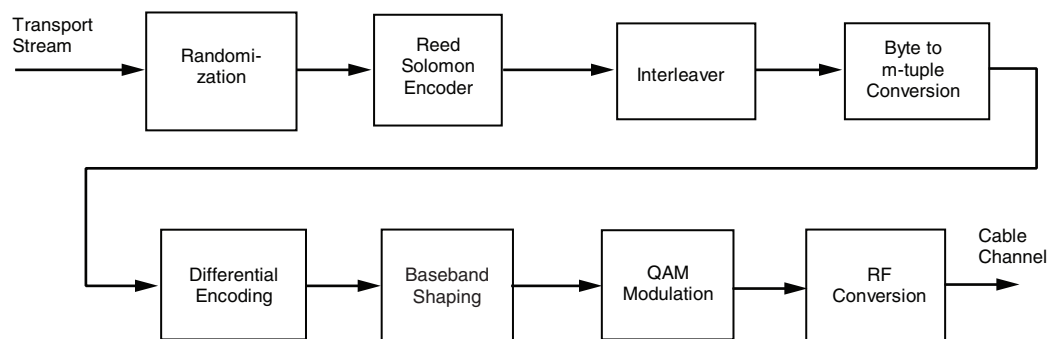 Transport
Stream
Randomi-
zation
Reed
Solomon
Encoder
Interleaver
Byte to
m-tuple
Conversion
Differential
Encoding
Baseband
Shaping
QAM
Modulation
RF
Conversion
Cable
Channel